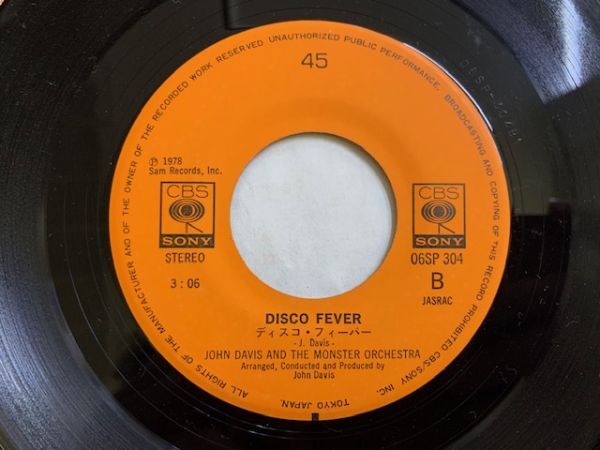 ALL RIGHTS OF THE MANUFACTURER AND OF THE OWNER OF THE RECORDED WORK RESERVED UNAUTHORIZED PUBLIC PERFORMANCE, BROADCASTING AND COPYING OF THIS RECORD PROHIBITED CBS/SONY INC. TOKYO JAPAN.
45
℗ 1978
Sam Records, Inc.
CBS
SONY
STEREO
3:06
CBS
SONY
06SP 304
B
JASRAC
DISCO FEVER
ディスコ・フィーバー
- J. Davis -
JOHN DAVIS AND THE MONSTER ORCHESTRA
Arranged, Conducted and Produced by
John Davis